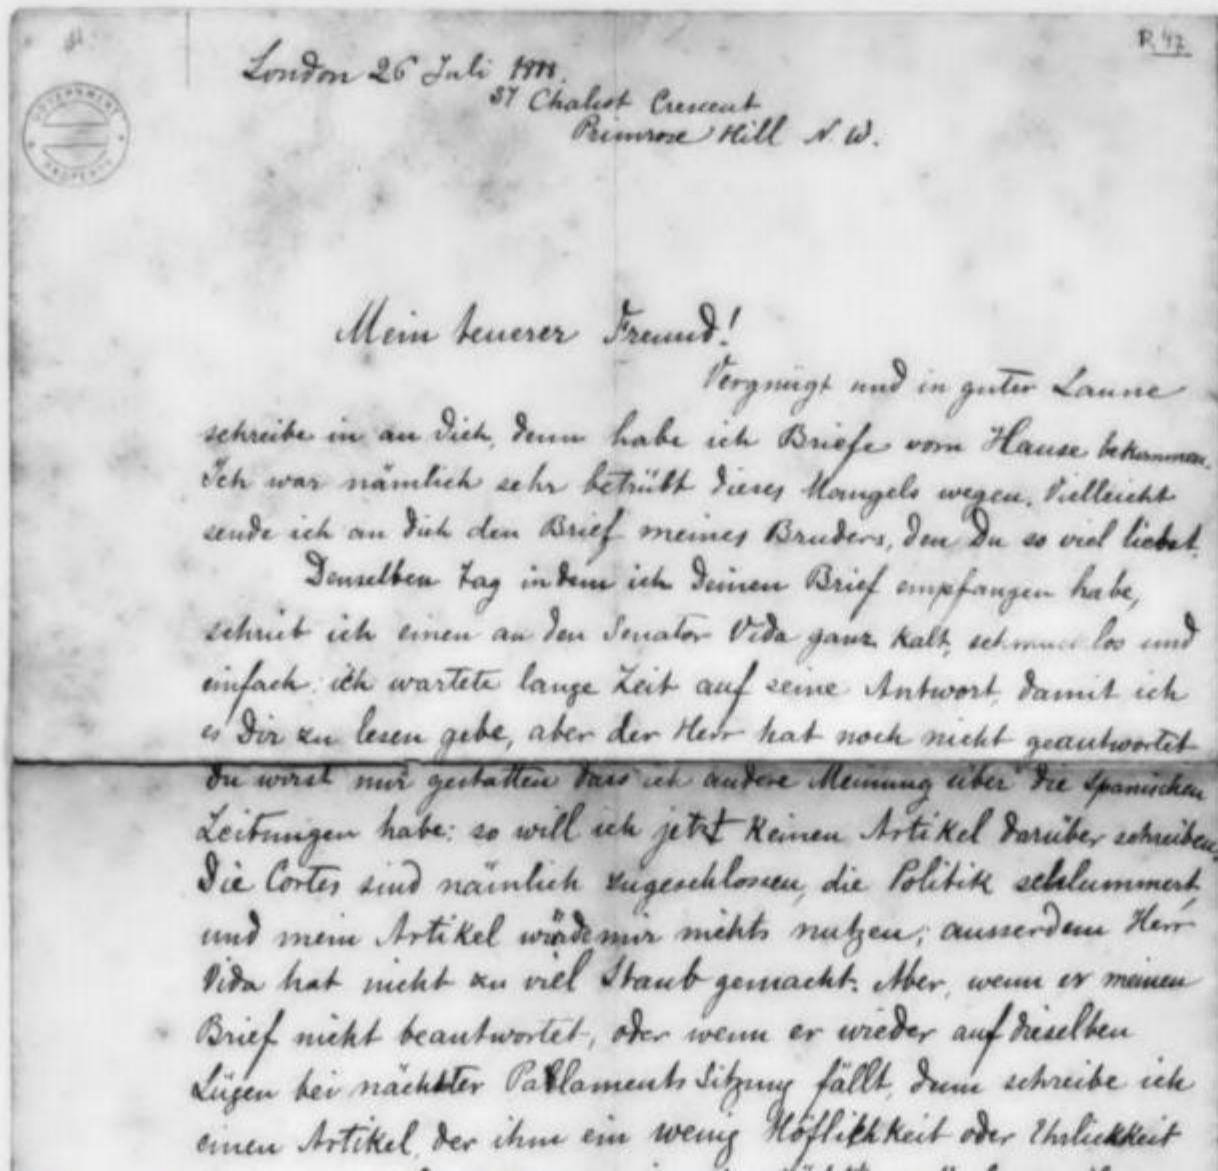 R. 47
GOVERNMENT
PROPERTY
London 26 Juli 1888.
37 Chalcot Crescent
Primrose Hill N. W.
Mein teuerer Freund!
Vergnügt und in guter Laune
schreibe in an Dich, denn habe ich Briefe vom Hause bekommen.
Ich war nämlich sehr betrübt dieses Mangels wegen. Vielleicht
sende ich an Dich den Brief meines Bruders, den Du so viel liebst.
Denselben Tag in dem ich Deinen Brief empfangen habe,
schrieb ich einen an den Senator Vida ganz kalt, und
einfach: ich wartete lange Zeit auf seine Antwort, damit ich
es Dir zu lesen gebe, aber der Herr hat noch nicht geantwortet
Du wirst mir gestatten dass ich andere Meinung über die Spanischen
Zeitungen habe: so will ich jetzt keinen Artikel darüber schreiben.
Die Cortes sind nämlich zugeschlossen, die Politik schlummert,
und mein Artikel würde mir nichts nutzen; ausserdem Herr
Vida hat nicht zu viel Staub gemacht. Aber, wenn er meinen
Brief nicht beantwortet, oder wenn er wieder auf dieselben
Lügen bei nächster Parlaments Sitzung fällt, dann schreibe ich
einen Artikel, der ihm ein wenig Höflichkeit oder Ehrlichkeit